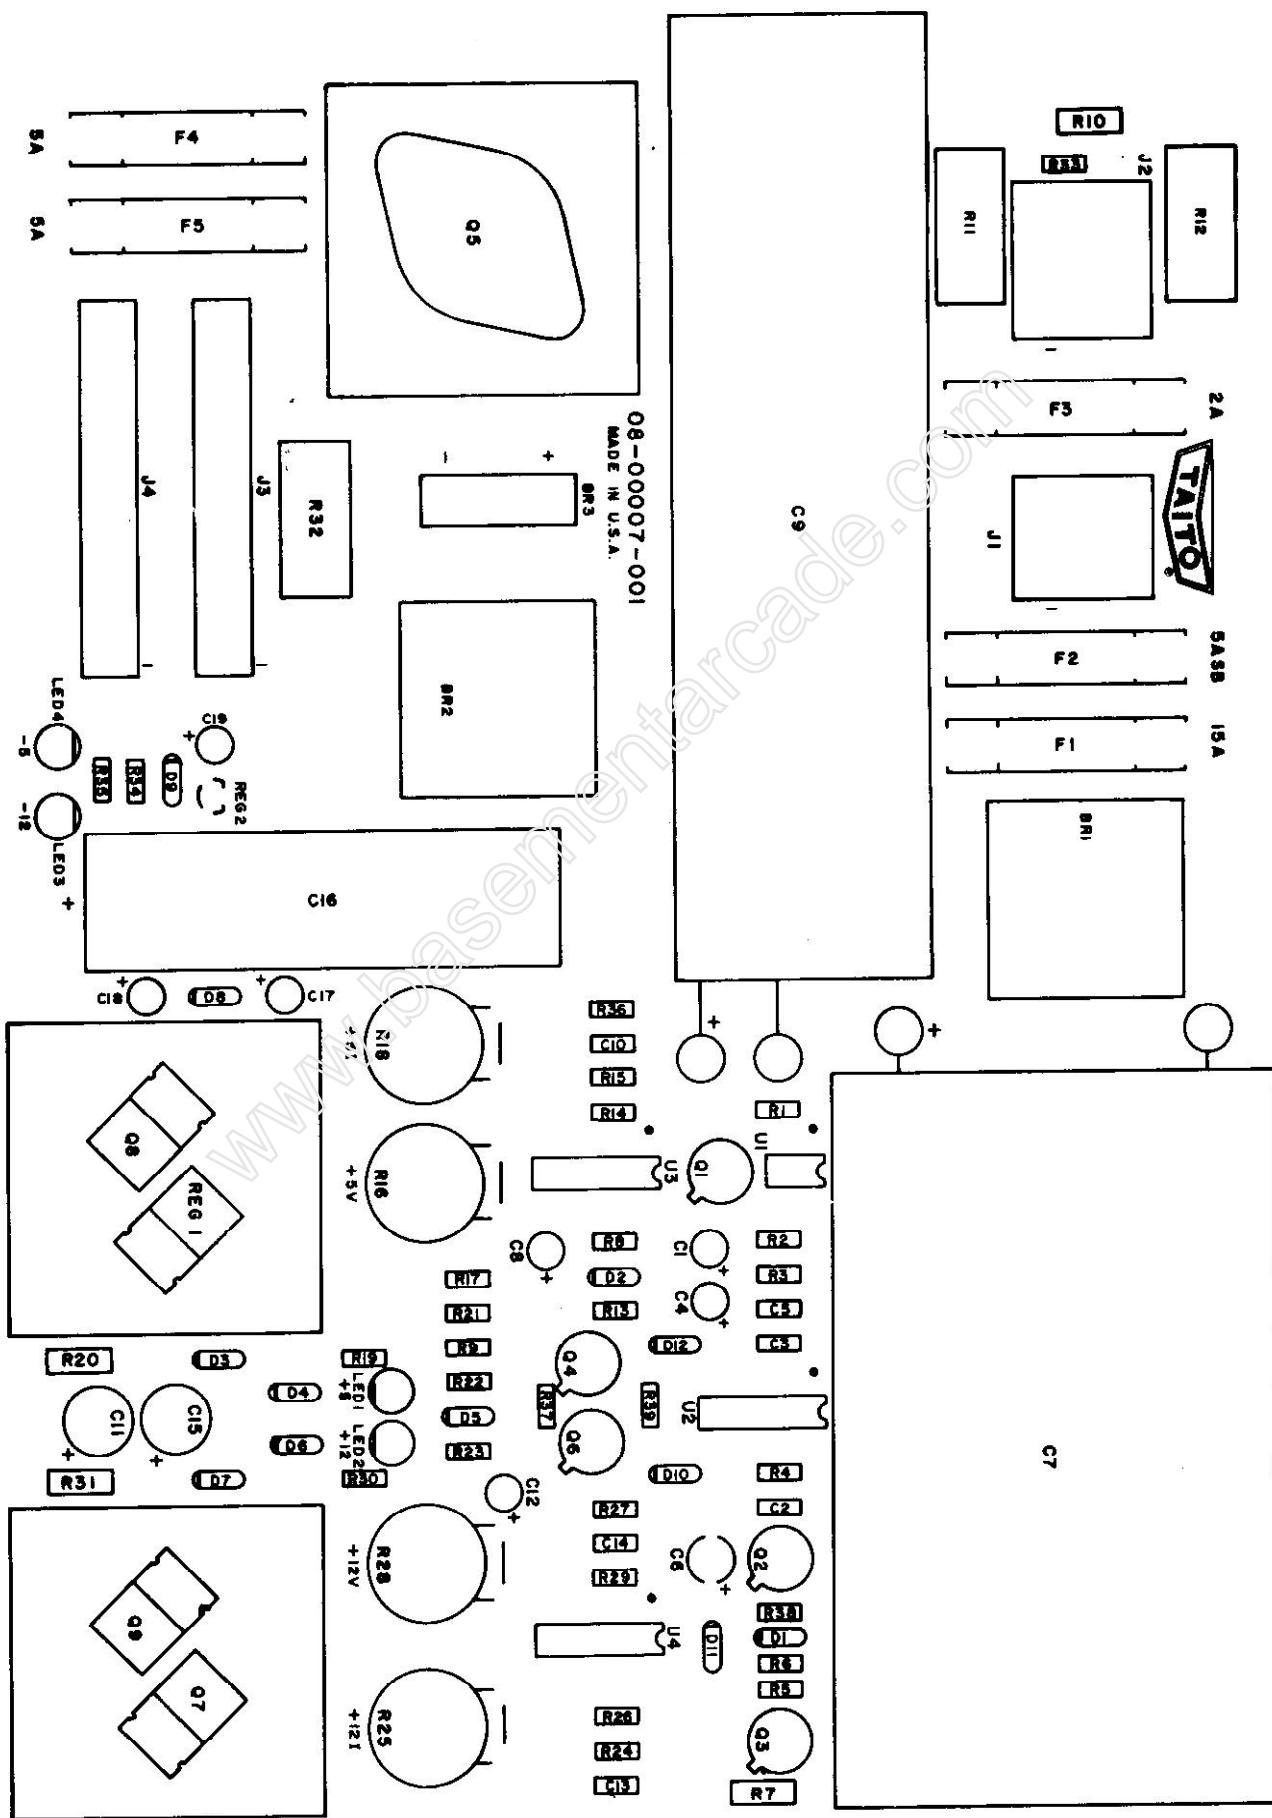 R10
R33
J2
R11
R12
F4
5A
F5
5A
Q5
F3
2A
TAITO
J1
C9
08-00007-001
MADE IN U.S.A.
BR3
- +
J4
J3
R32
F2
5ASB
F1
15A
BR2
BR1
LED4
-5
C19
+
R35
R34
D9
REG2
-12
LED3
+
C16
C18
+
D8
+
C17
R18
+5I
R36
C10
R15
R14
+
+
R1
U1
Q8
REG 1
R16
+5V
U3
Q1
C8
+
R8
D2
R13
C1
+
C4
+
R2
R3
C5
C3
R17
R21
R9
R22
D5
R23
R20
D3
R19
D4
LED1
+5
C11
+
C15
+
D6
LED2
+12
R31
D7
R30
Q4
R37
Q6
D12
R39
D10
U2
C7
C12
+
R27
C14
R29
R4
C2
C6
+
Q2
R38
D1
R6
R5
D11
U4
Q3
R7
Q9
Q7
R28
+12V
R25
+12I
R26
R24
C13
www.basementarcade.com